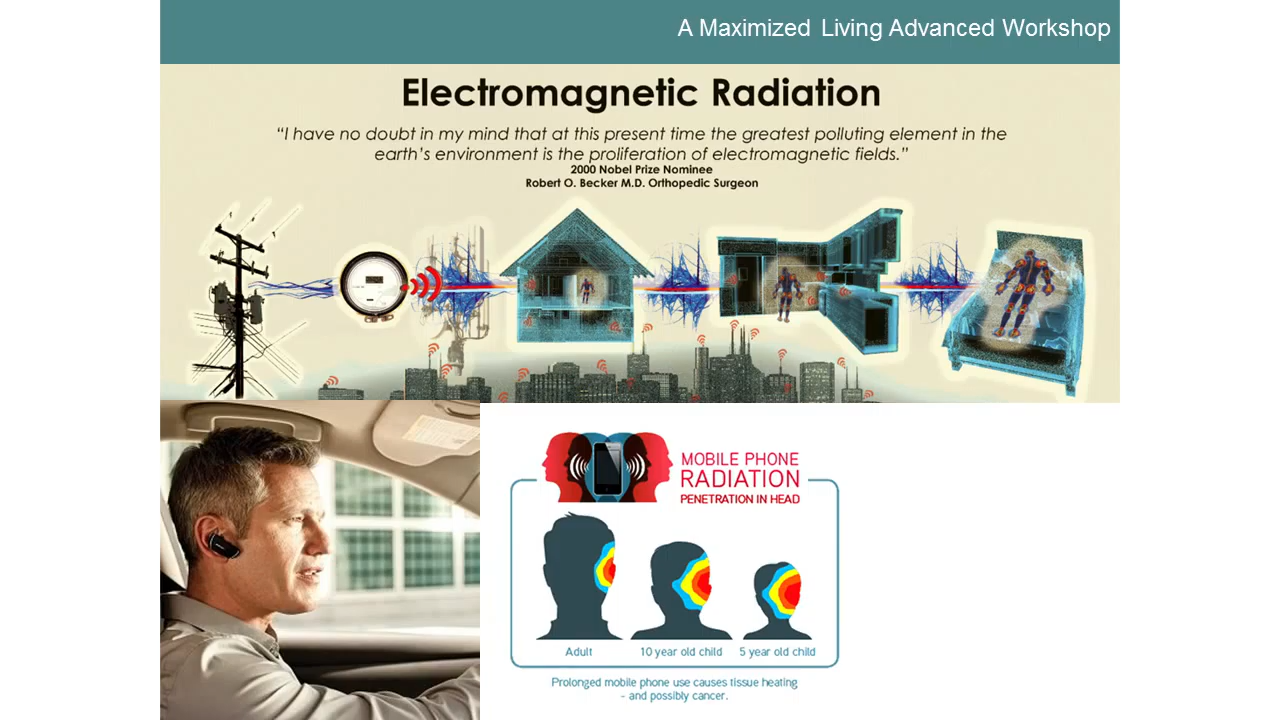 A Maximized Living Advanced Workshop
Electromagnetic Radiation
“I have no doubt in my mind that at this present time the greatest polluting element in the
earth’s environment is the proliferation of electromagnetic fields.”
2000 Nobel Prize Nominee
Robert O. Becker M.D. Orthopedic Surgeon
MOBILE PHONE
RADIATION
PENETRATION IN HEAD
Adult
10 year old child
5 year old child
Prolonged mobile phone use causes tissue heating
- and possibly cancer.